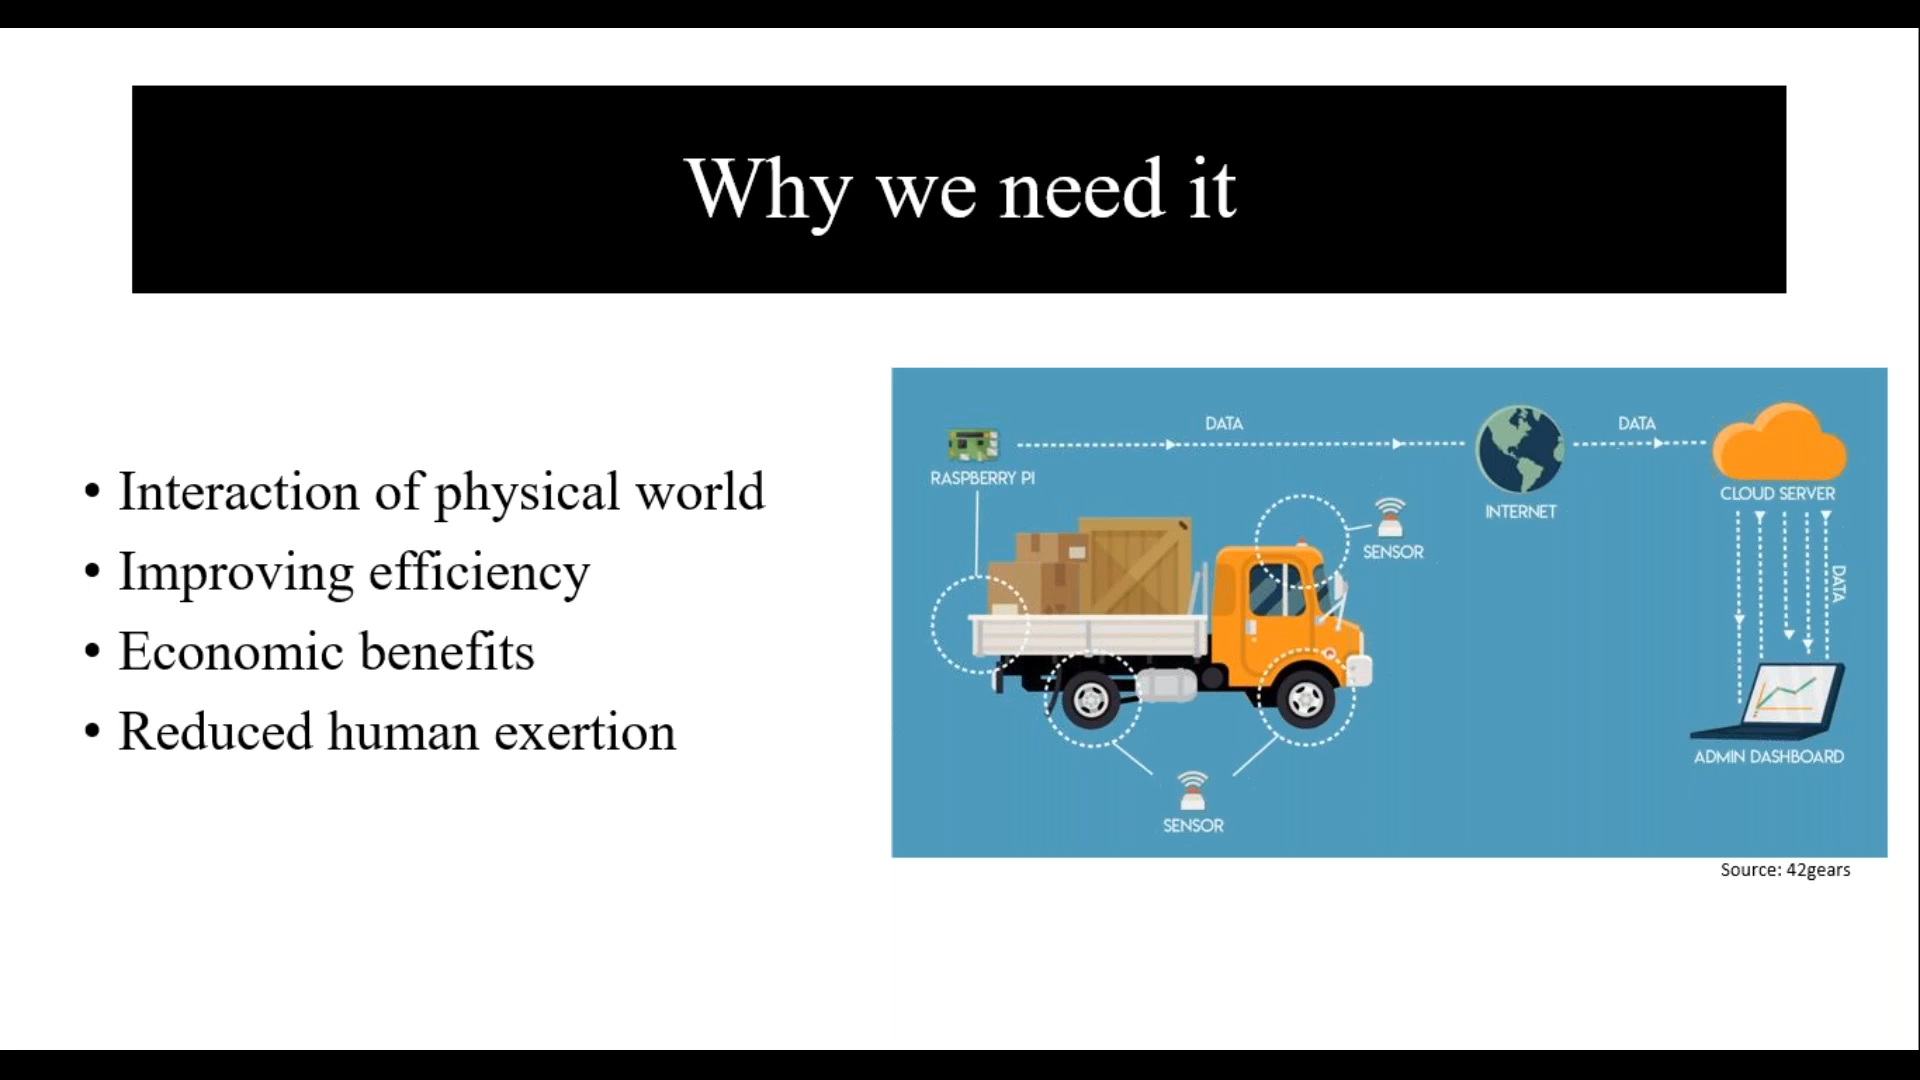 Why we need it
• Interaction of physical world
• Improving efficiency
• Economic benefits
• Reduced human exertion
DATA
DATA
RASPBERRY PI
CLOUD SERVER
INTERNET
SENSOR
DATA
ADMIN DASHBOARD
SENSOR
Source: 42gears